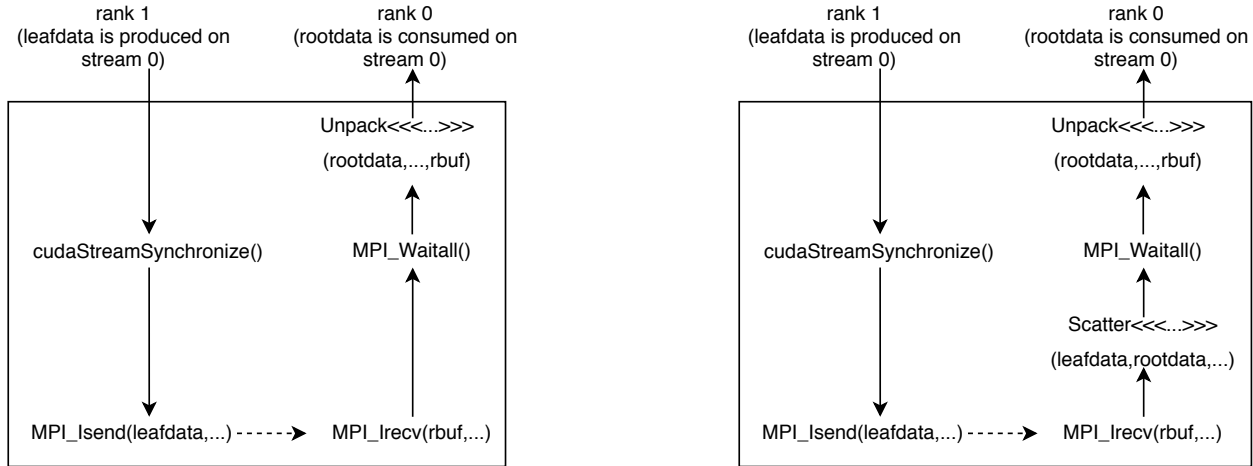 rank 1
(leafdata is produced on
stream 0)
rank 0
(rootdata is consumed on
stream 0)
Unpack<<<...>>>
(rootdata,...,rbuf)
cudaStreamSynchronize()
MPI_Waitall()
MPI_Isend(leafdata,...)
MPI_Irecv(rbuf,...)
rank 1
(leafdata is produced on
stream 0)
rank 0
(rootdata is consumed on
stream 0)
Unpack<<<...>>>
(rootdata,...,rbuf)
cudaStreamSynchronize()
MPI_Waitall()
Scatter<<<...>>>
(leafdata,rootdata,...)
MPI_Isend(leafdata,...)
MPI_Irecv(rbuf,...)